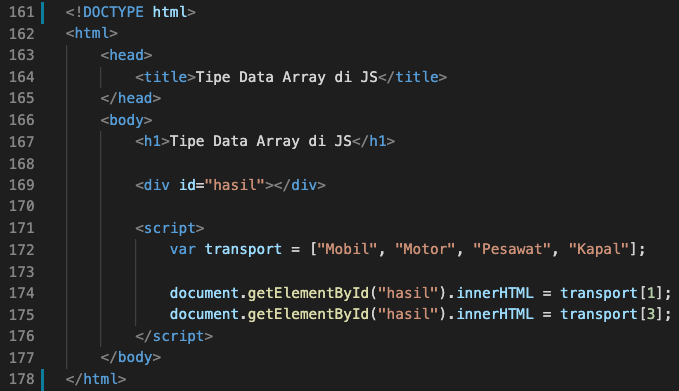 161 <!DOCTYPE html>
162 <html>
163     <head>
164         <title>Tipe Data Array di JS</title>
165     </head>
166     <body>
167         <h1>Tipe Data Array di JS</h1>
168
169         <div id="hasil"></div>
170
171         <script>
172             var transport = ["Mobil", "Motor", "Pesawat", "Kapal"];
173
174             document.getElementById("hasil").innerHTML = transport[1];
175             document.getElementById("hasil").innerHTML = transport[3];
176         </script>
177     </body>
178 </html>